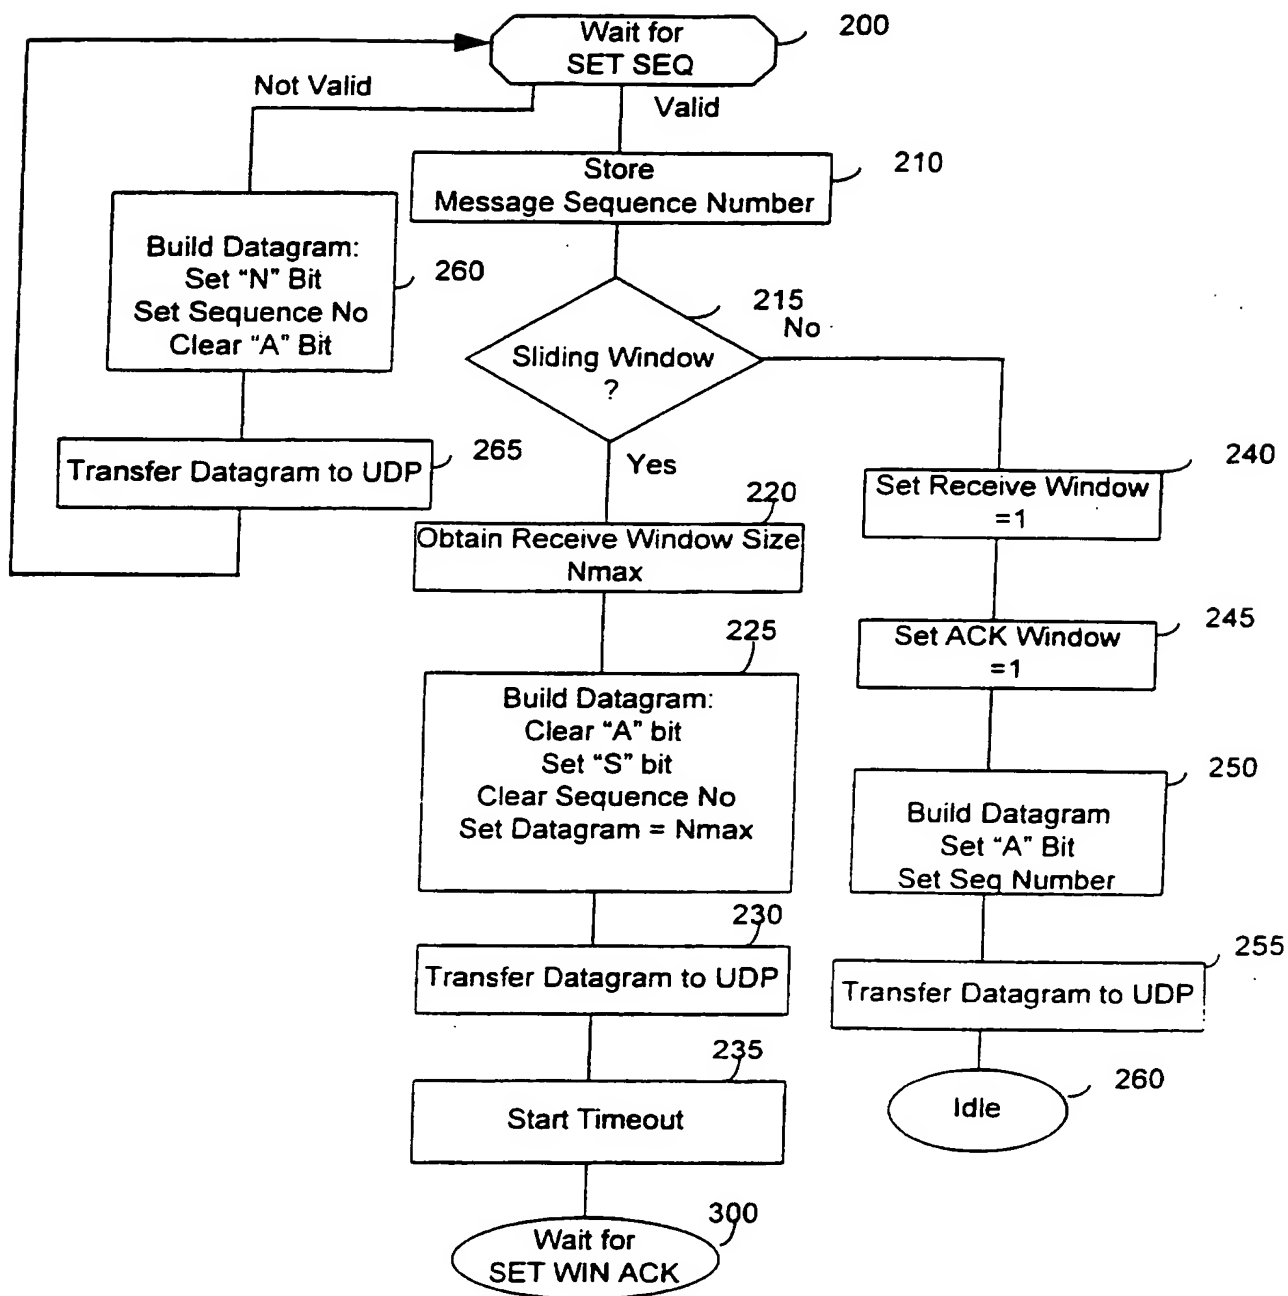 Wait for
SET SEQ
200
Not Valid
Valid
Store
Message Sequence Number
210
Build Datagram:
Set “N” Bit
Set Sequence No
Clear “A” Bit
260
215
No
Sliding Window
?
Transfer Datagram to UDP
265
Yes
220
Obtain Receive Window Size
Nmax
240
Set Receive Window
=1
225
Build Datagram:
Clear “A” bit
Set “S” bit
Clear Sequence No
Set Datagram = Nmax
245
Set ACK Window
=1
250
Build Datagram
Set “A” Bit
Set Seq Number
230
Transfer Datagram to UDP
255
Transfer Datagram to UDP
235
Start Timeout
260
Idle
300
Wait for
SET WIN ACK